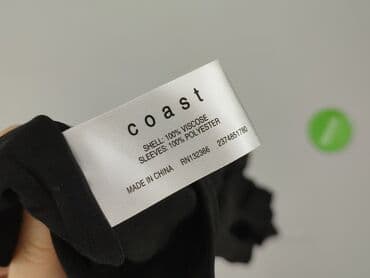 coast
SHELL: 100% VISCOSE
SLEEVES: 100% POLYESTER
MADE IN CHINA RN132366 2374851780